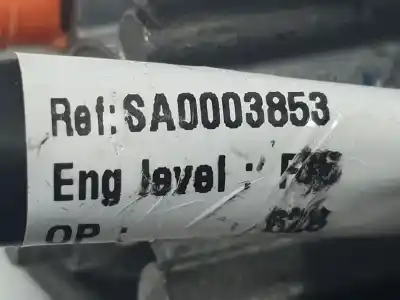 Ref: SA0003853
Eng level :
OP :